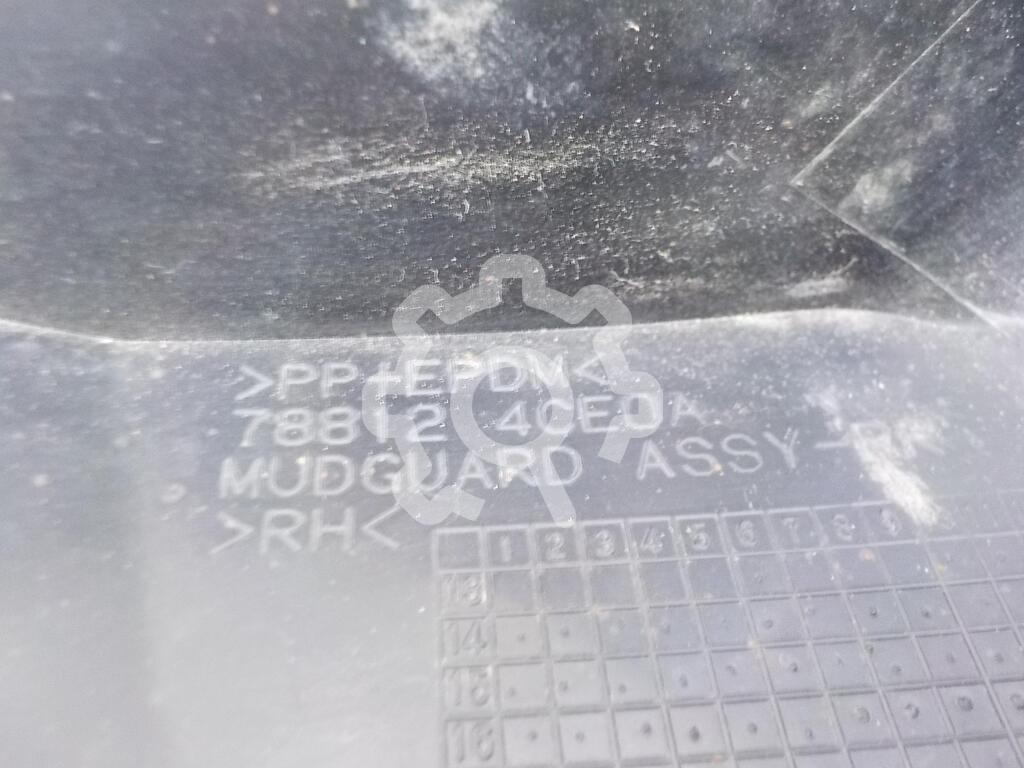 >PP+EPDM<
78812 4CE0A
MUDGUARD ASSY-
>RH<
1 2 3 4 5 6 7 8 9
13
14
15
16